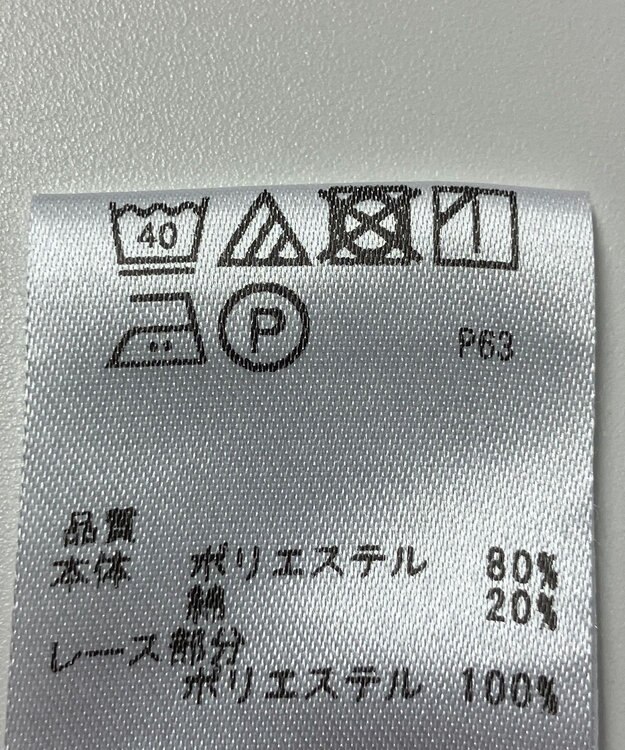 40
P P63
品質
本体 ポリエステル 80%
綿 20%
レース部分
ポリエステル 100%